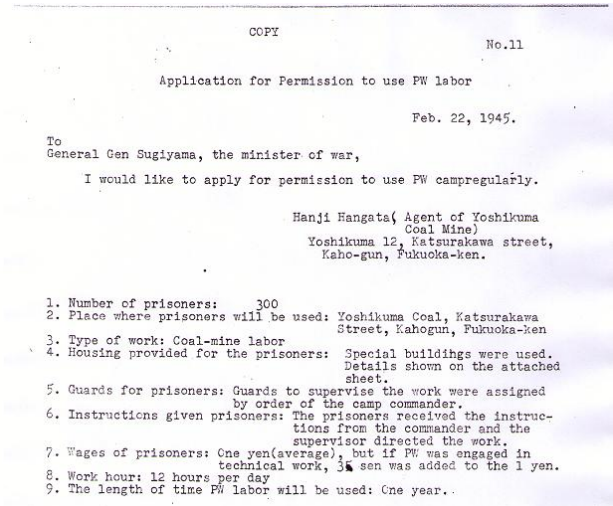 COPY
No.11
Application for Permission to use PW labor
Feb. 22, 1945.
To
General Gen Sugiyama, the minister of war,
I would like to apply for permission to use PW campregularly.
Hanji Hangata( Agent of Yoshikuma
Coal Mine)
Yoshikuma 12, Katsurakawa street,
Kaho-gun, Fukuoka-ken.
1. Number of prisoners: 300
2. Place where prisoners will be used: Yoshikuma Coal, Katsurakawa
Street, Kahogun, Fukuoka-ken
3. Type of work: Coal-mine labor
4. Housing provided for the prisoners: Special buildihgs were used.
Details shown on the attached
sheet.
5. Guards for prisoners: Guards to supervise the work were assigned
by order of the camp commander.
6. Instructions given prisoners: The prisoners received the instruc-
tions from the commander and the
supervisor directed the work.
7. Wages of prisoners: One yen(average), but if PW was engaged in
technical work, 35 sen was added to the 1 yen.
8. Work hour: 12 hours per day
9. The length of time PW labor will be used: One year.